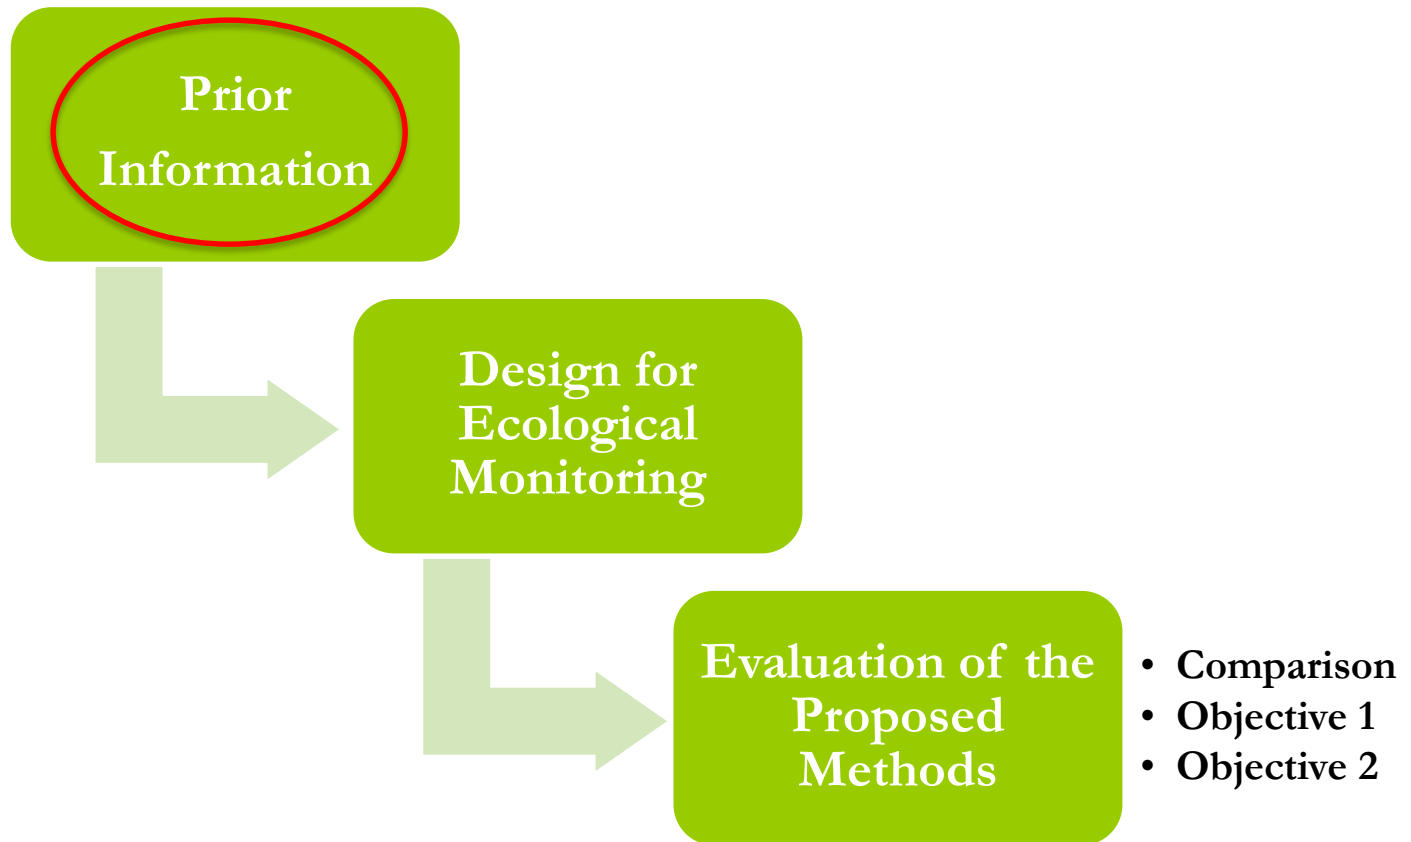 Prior
Information
Design for
Ecological
Monitoring
Evaluation of the
Proposed
Methods
• Comparison
• Objective 1
• Objective 2